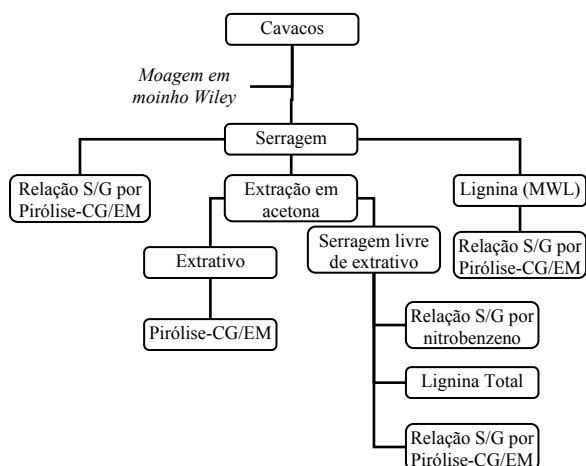 Cavacos
Moagem em
moinho Wiley
Serragem
Relação S/G por
Pirólise-CG/EM
Extração em
acetona
Lignina (MWL)
Relação S/G por
Pirólise-CG/EM
Extrativo
Serragem livre
de extrativo
Pirólise-CG/EM
Relação S/G por
nitrobenzeno
Lignina Total
Relação S/G por
Pirólise-CG/EM